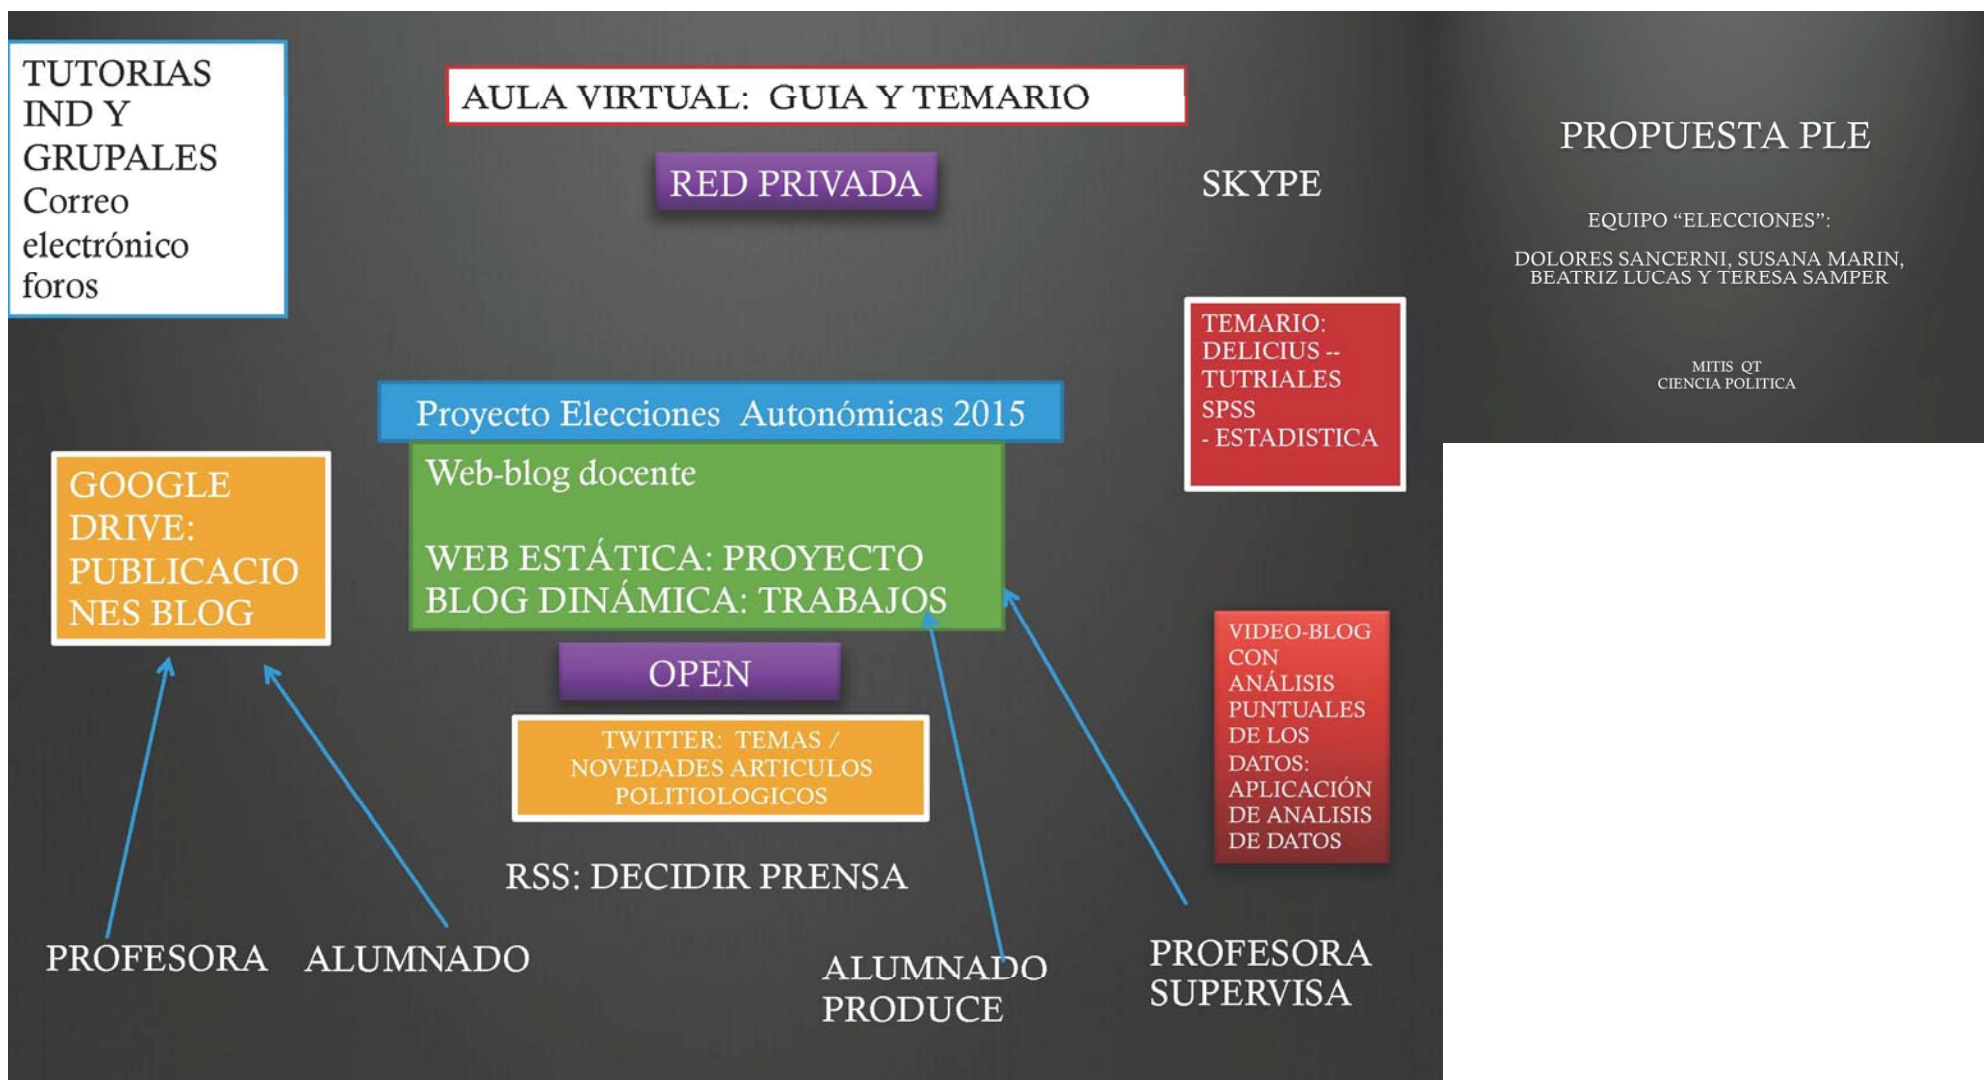 TUTORIAS
IND Y
GRUPALES
Correo
electrónico
foros
AULA VIRTUAL: GUIA Y TEMARIO
RED PRIVADA
SKYPE
TEMARIO:
DELICIUS --
TUTRIALES
SPSS
- ESTADISTICA
Proyecto Elecciones Autonómicas 2015
Web-blog docente
WEB ESTÁTICA: PROYECTO
BLOG DINÁMICA: TRABAJOS
GOOGLE
DRIVE:
PUBLICACIO
NES BLOG
OPEN
TWITTER: TEMAS /
NOVEDADES ARTICULOS
POLITIOLOGICOS
RSS: DECIDIR PRENSA
VIDEO-BLOG
CON
ANÁLISIS
PUNTUALES
DE LOS
DATOS:
APLICACIÓN
DE ANALISIS
DE DATOS
PROFESORA
ALUMNADO
ALUMNADO
PRODUCE
PROFESORA
SUPERVISA
PROPUESTA PLE
EQUIPO “ELECCIONES”:
DOLORES SANCERNI, SUSANA MARIN,
BEATRIZ LUCAS Y TERESA SAMPER
MITIS QT
CIENCIA POLITICA